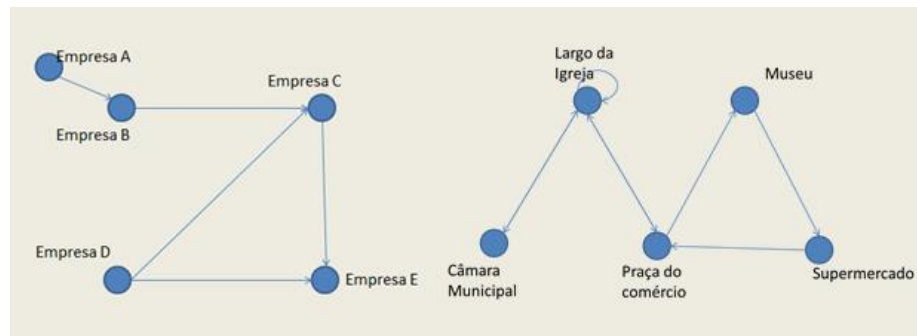 Empresa A
Empresa B
Empresa C
Empresa D
Empresa E
Largo da
Igreja
Museu
Câmara
Municipal
Praça do
comércio
Supermercado